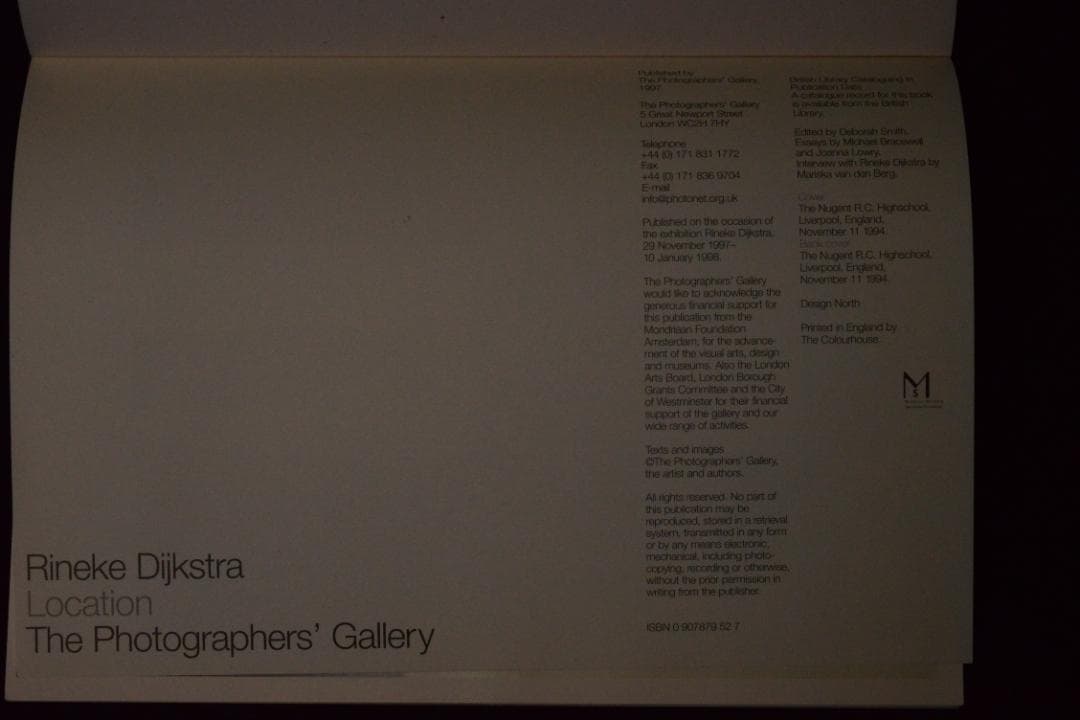 Published by
The Photographers' Gallery,
1997.
The Photographers' Gallery
5 Great Newport Street
London WC2H 7HY
Telephone
+44 (0) 171 831 1772
Fax
+44 (0) 171 836 9704
E-mail
info@photonet.org.uk
Published on the occasion of
the exhibition Rineke Dijkstra,
29 November 1997–
10 January 1998.
The Photographers' Gallery
would like to acknowledge the
generous financial support for
this publication from the
Mondriaan Foundation
Amsterdam, for the advance-
ment of the visual arts, design
and museums. Also the London
Arts Board, London Borough
Grants Committee and the City
of Westminster for their financial
support of the gallery and our
wide range of activities.
Texts and images
©The Photographers' Gallery,
the artist and authors.
All rights reserved. No part of
this publication may be
reproduced, stored in a retrieval
system, transmitted in any form
or by any means electronic,
mechanical, including photo-
copying, recording or otherwise,
without the prior permission in
writing from the publisher.
ISBN 0 907879 52 7
British Library Cataloguing in
Publication Data
A catalogue record for this book
is available from the British
Library.
Edited by Deborah Smith.
Essays by Michael Bracewell
and Joanna Lowry.
Interview with Rineke Dijkstra by
Mariska van den Berg.
Cover
The Nugent R.C. Highschool,
Liverpool, England,
November 11 1994.
Back cover
The Nugent R.C. Highschool,
Liverpool, England,
November 11 1994.
Design North
Printed in England by
The Colourhouse.
Rineke Dijkstra
Location
The Photographers' Gallery